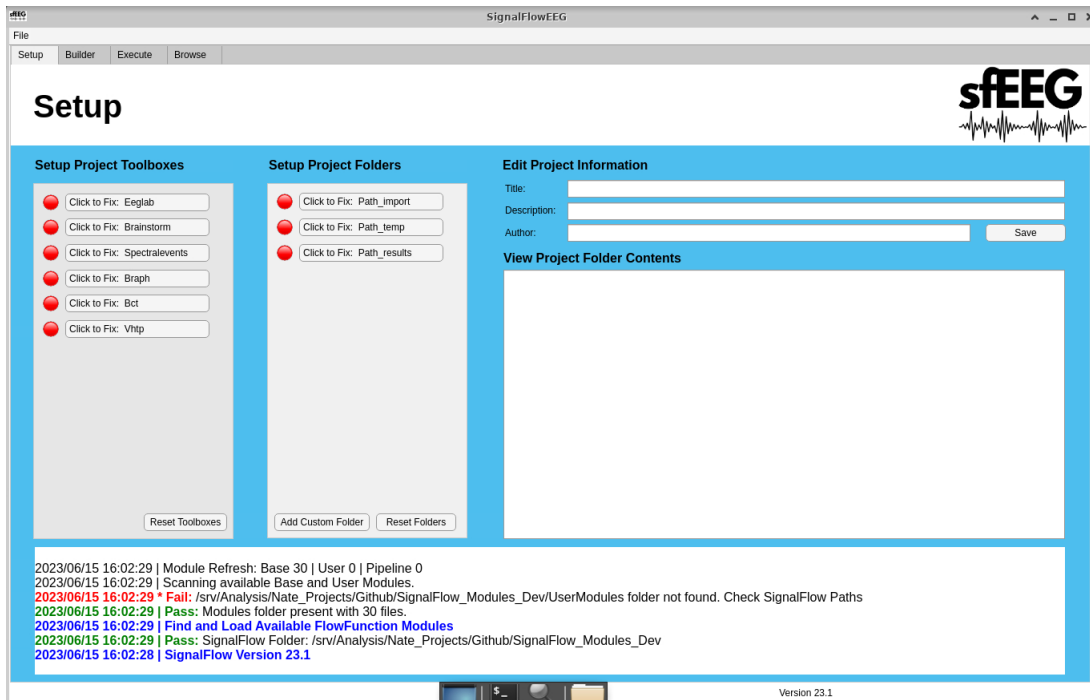 sfEEG
SignalFlowEEG
File
Setup Builder Execute Browse
Setup
sfEEG
Setup Project Toolboxes
Click to Fix: Eeglab
Click to Fix: Brainstorm
Click to Fix: Spectralevents
Click to Fix: Braph
Click to Fix: Bct
Click to Fix: Vhtp
Reset Toolboxes
Setup Project Folders
Click to Fix: Path_import
Click to Fix: Path_temp
Click to Fix: Path_results
Add Custom Folder Reset Folders
Edit Project Information
Title:
Description:
Author: Save
View Project Folder Contents
2023/06/15 16:02:29 | Module Refresh: Base 30 | User 0 | Pipeline 0
2023/06/15 16:02:29 | Scanning available Base and User Modules.
2023/06/15 16:02:29 * Fail: /srv/Analysis/Nate_Projects/Github/SignalFlow_Modules_Dev/UserModules folder not found. Check SignalFlow Paths
2023/06/15 16:02:29 | Pass: Modules folder present with 30 files.
2023/06/15 16:02:29 | Find and Load Available FlowFunction Modules
2023/06/15 16:02:29 | Pass: SignalFlow Folder: /srv/Analysis/Nate_Projects/Github/SignalFlow_Modules_Dev
2023/06/15 16:02:28 | SignalFlow Version 23.1
$_
Version 23.1